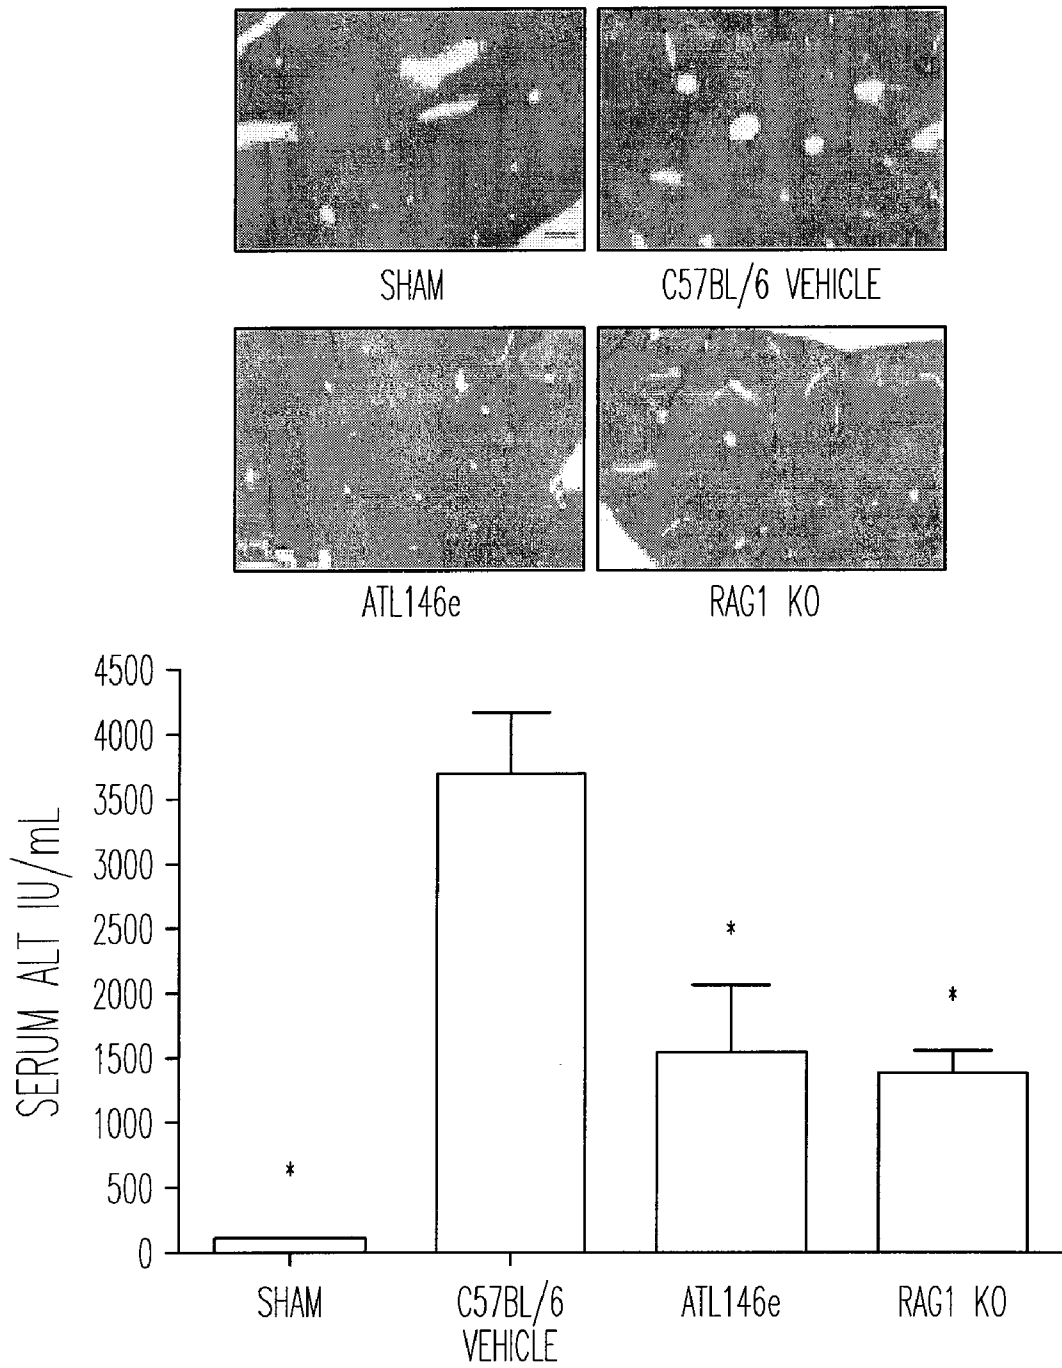 SHAM
C57BL/6 VEHICLE
ATL146e
RAG1 KO
SERUM ALT IU/mL
4500
4000
3500
3000
2500
2000
1500
1000
500
0
*
*
*
SHAM
C57BL/6
VEHICLE
ATL146e
RAG1 KO